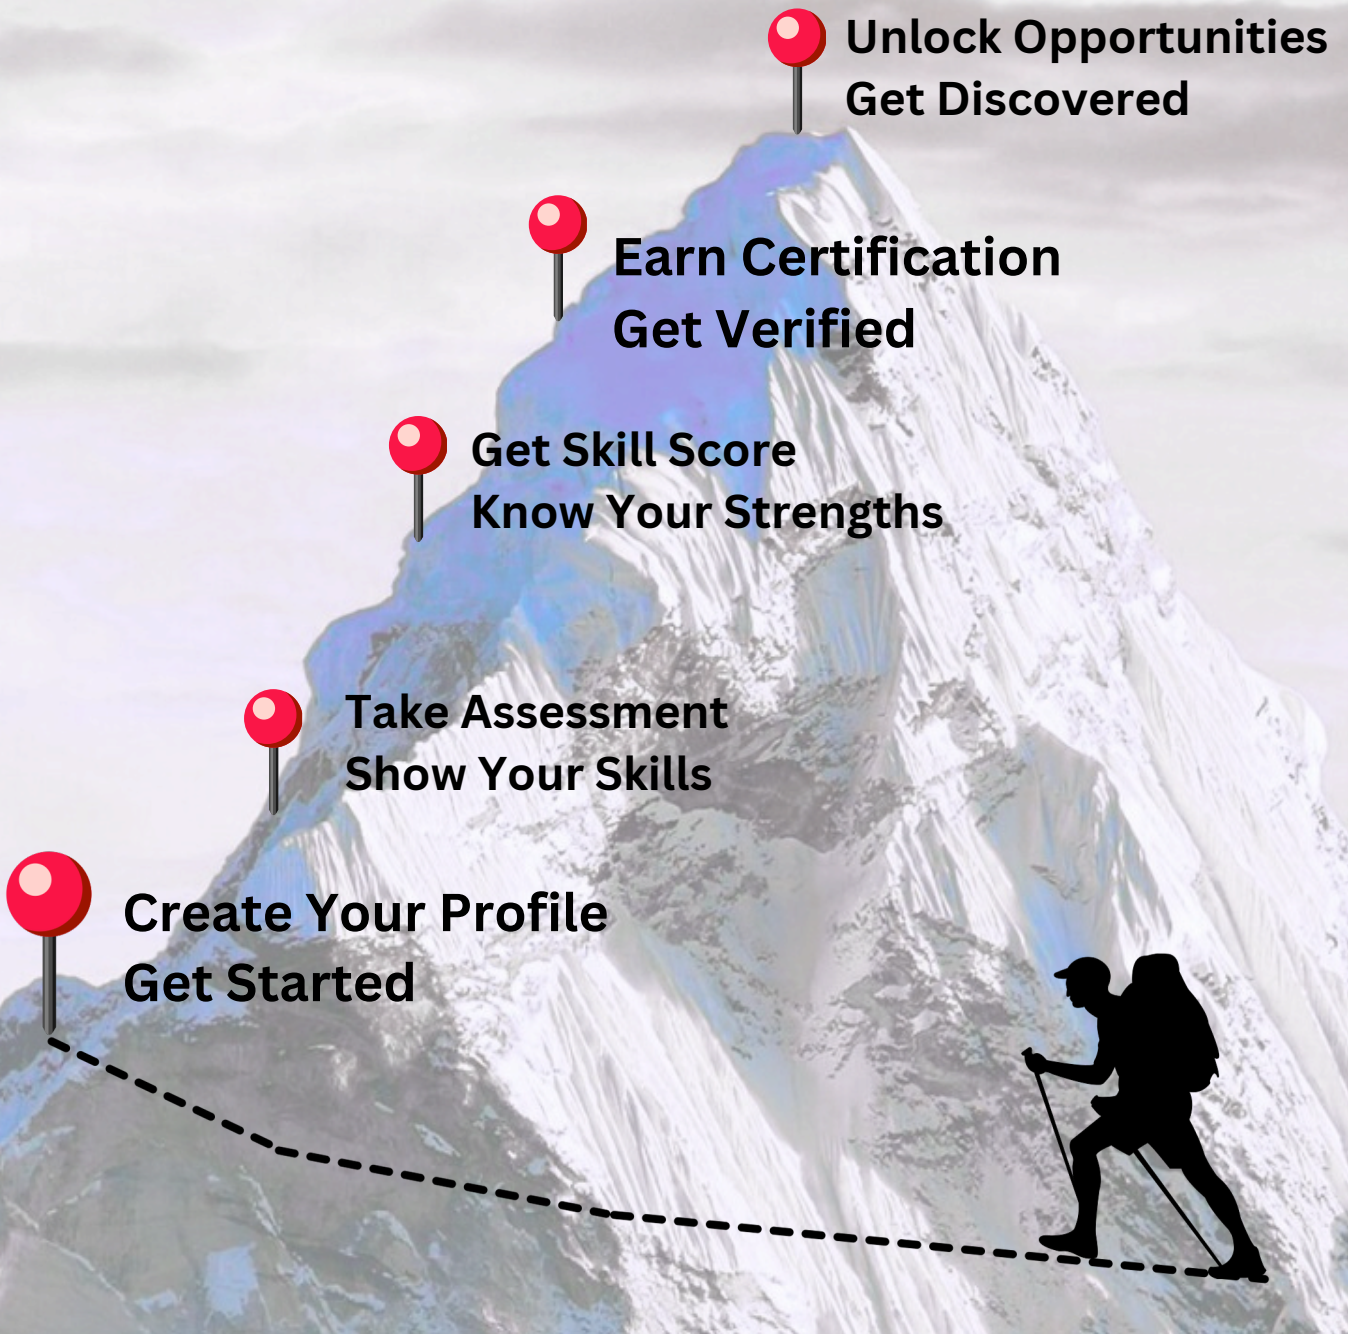 Unlock Opportunities
Get Discovered
Earn Certification
Get Verified
Get Skill Score
Know Your Strengths
Take Assessment
Show Your Skills
Create Your Profile
Get Started